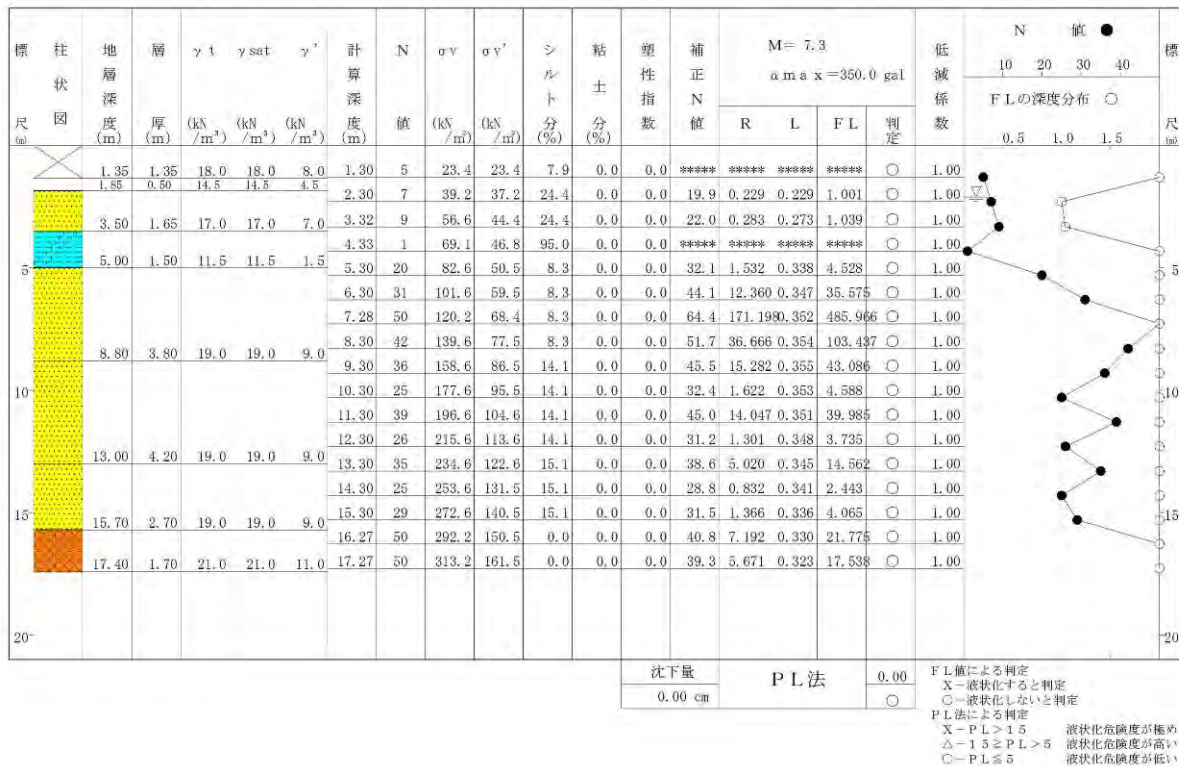 標尺(m) 柱状図 地層深度(m) 層厚(m) γt(kN/m³) γsat(kN/m³) γ'(kN/m³) 計算深度(m) N値 σv(kN/m²) σv'(kN/m²) シルト分(%) 粘土分(%) 塑性指数 補正N値 M= 7.3 低減係数 N 値 ● 標尺(m)
αmax=350.0 gal
R L FL 判定
10 20 30 40
FLの深度分布 ○
0.5 1.0 1.5
1.35 1.35 18.0 18.0 8.0 1.30 5 23.4 23.4 7.9 0.0 0.0 ***** ***** ***** ***** ○ 1.00
1.85 0.50 14.5 14.5 4.5
2.30 7 39.2 37.2 24.4 0.0 0.0 19.9 0.229 0.229 1.001 ○ 1.00
3.50 1.65 17.0 17.0 7.0 3.32 9 56.5 44.4 24.4 0.0 0.0 22.0 0.283 0.273 1.039 ○ 1.00
4.33 1 69.1 46.8 95.0 0.0 0.0 ***** ***** ***** ***** ○ 1.00
5 5.00 1.50 11.5 11.5 1.5 5.30 20 82.6 50.5 8.3 0.0 0.0 32.1 1.532 0.338 4.528 ○ 1.00 5
6.30 31 101.6 59.5 8.3 0.0 0.0 44.1 12.360 0.347 35.575 ○ 1.00
7.28 50 120.2 68.4 8.3 0.0 0.0 64.4 171.198 0.352 485.966 ○ 1.00
8.80 3.80 19.0 19.0 9.0 8.30 42 139.6 77.5 8.3 0.0 0.0 51.7 36.666 0.354 103.437 ○ 1.00
9.30 36 158.6 86.5 14.1 0.0 0.0 45.5 15.282 0.355 43.086 ○ 1.00
10 10.30 25 177.6 95.5 14.1 0.0 0.0 32.4 1.622 0.353 4.588 ○ 1.00 10
11.30 39 196.6 104.6 14.1 0.0 0.0 45.0 14.047 0.351 39.985 ○ 1.00
12.30 26 215.6 113.6 14.1 0.0 0.0 31.2 1.301 0.348 3.735 ○ 1.00
13.00 4.20 19.0 19.0 9.0 13.30 35 234.6 122.6 15.1 0.0 0.0 38.6 5.020 0.345 14.562 ○ 1.00
14.30 25 253.6 131.5 15.1 0.0 0.0 28.8 0.832 0.341 2.443 ○ 1.00
15 15.70 2.70 19.0 19.0 9.0 15.30 29 272.6 140.5 15.1 0.0 0.0 31.5 1.366 0.336 4.065 ○ 1.00 15
16.27 50 292.2 150.5 0.0 0.0 0.0 40.8 7.192 0.330 21.775 ○ 1.00
17.40 1.70 21.0 21.0 11.0 17.27 50 313.2 161.5 0.0 0.0 0.0 39.3 5.671 0.323 17.538 ○ 1.00
20 20
沈下量 PL法 0.00
0.00 cm ○
FL値による判定
X－液状化すると判定
○－液状化しないと判定
PL法による判定
X－PL＞15 液状化危険度が極め
△－15≧PL＞5 液状化危険度が高い
○－PL≦5 液状化危険度が低い